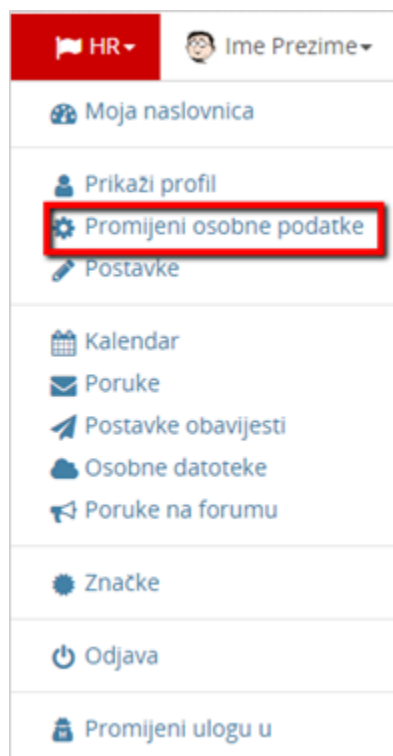 HR
Ime Prezime
Moja naslovnica
Prikaži profil
Promijeni osobne podatke
Postavke
Kalendar
Poruke
Postavke obavijesti
Osobne datoteke
Poruke na forumu
Značke
Odjava
Promijeni ulogu u